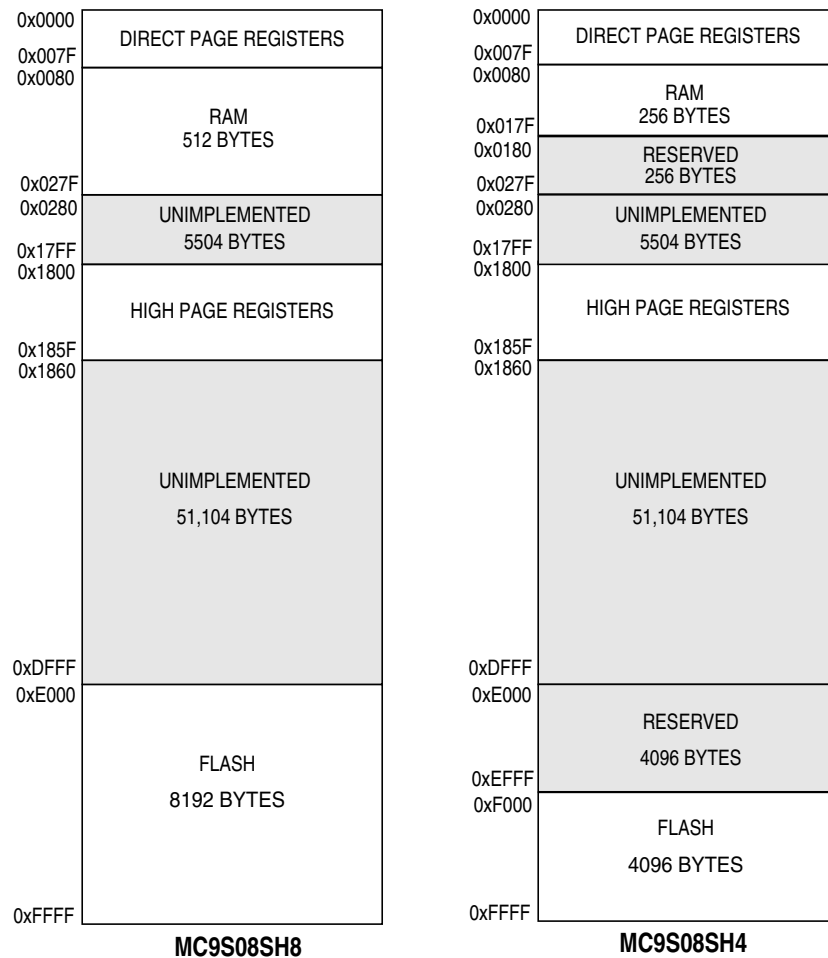 0x0000
DIRECT PAGE REGISTERS
0x007F
0x0080
RAM
512 BYTES
0x027F
0x0280
UNIMPLEMENTED
5504 BYTES
0x17FF
0x1800
HIGH PAGE REGISTERS
0x185F
0x1860
UNIMPLEMENTED
51,104 BYTES
0xDFFF
0xE000
FLASH
8192 BYTES
0xFFFF
MC9S08SH8
0x0000
DIRECT PAGE REGISTERS
0x007F
0x0080
RAM
256 BYTES
0x017F
0x0180
RESERVED
256 BYTES
0x027F
0x0280
UNIMPLEMENTED
5504 BYTES
0x17FF
0x1800
HIGH PAGE REGISTERS
0x185F
0x1860
UNIMPLEMENTED
51,104 BYTES
0xDFFF
0xE000
RESERVED
4096 BYTES
0xEFFF
0xF000
FLASH
4096 BYTES
0xFFFF
MC9S08SH4